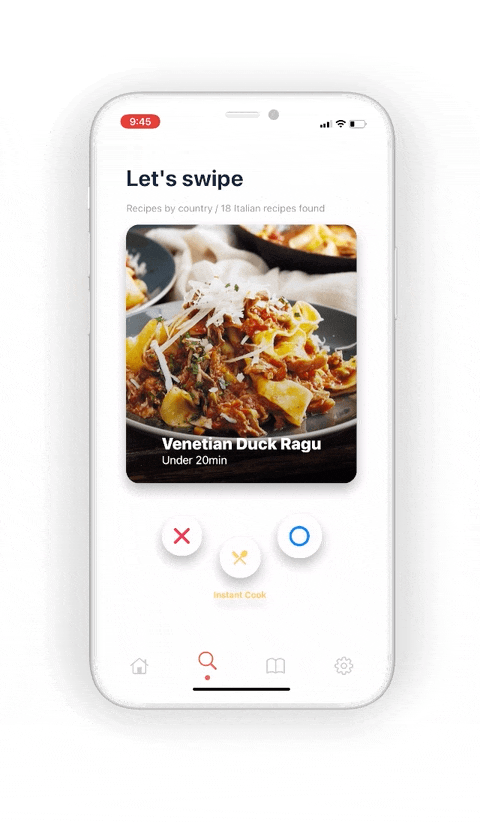 9:45
Let's swipe
Recipes by country / 18 Italian recipes found
Venetian Duck Ragu
Under 20min
Instant Cook